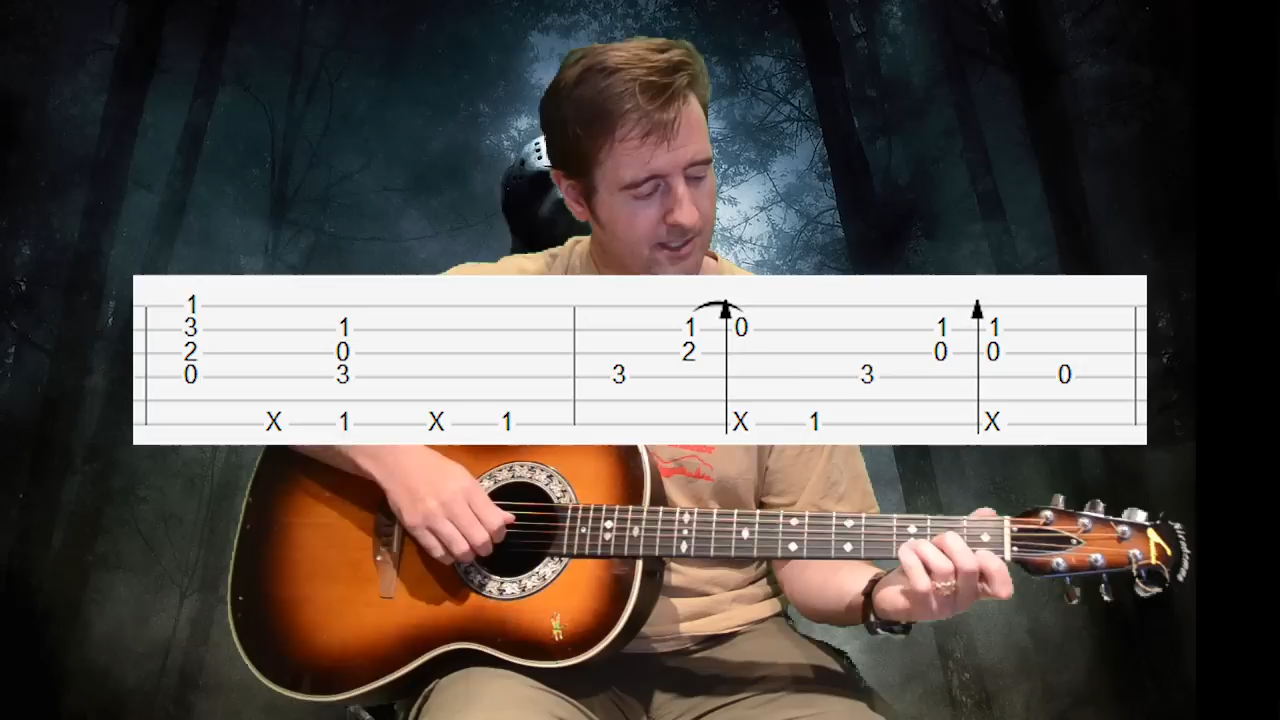 1
3 1 1 0 1 1
2 0 2 0 0
0 3 3 3 0
X 1 X 1 X 1 X